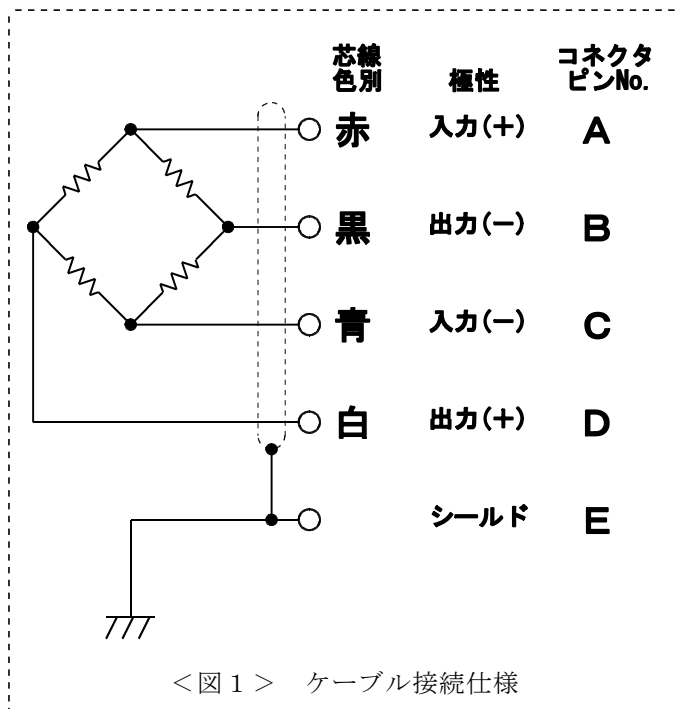 芯線
色別 極性 コネクタ
ピンNo.
赤 入力(+) A
黒 出力(−) B
青 入力(−) C
白 出力(+) D
シールド E
<図1> ケーブル接続仕様